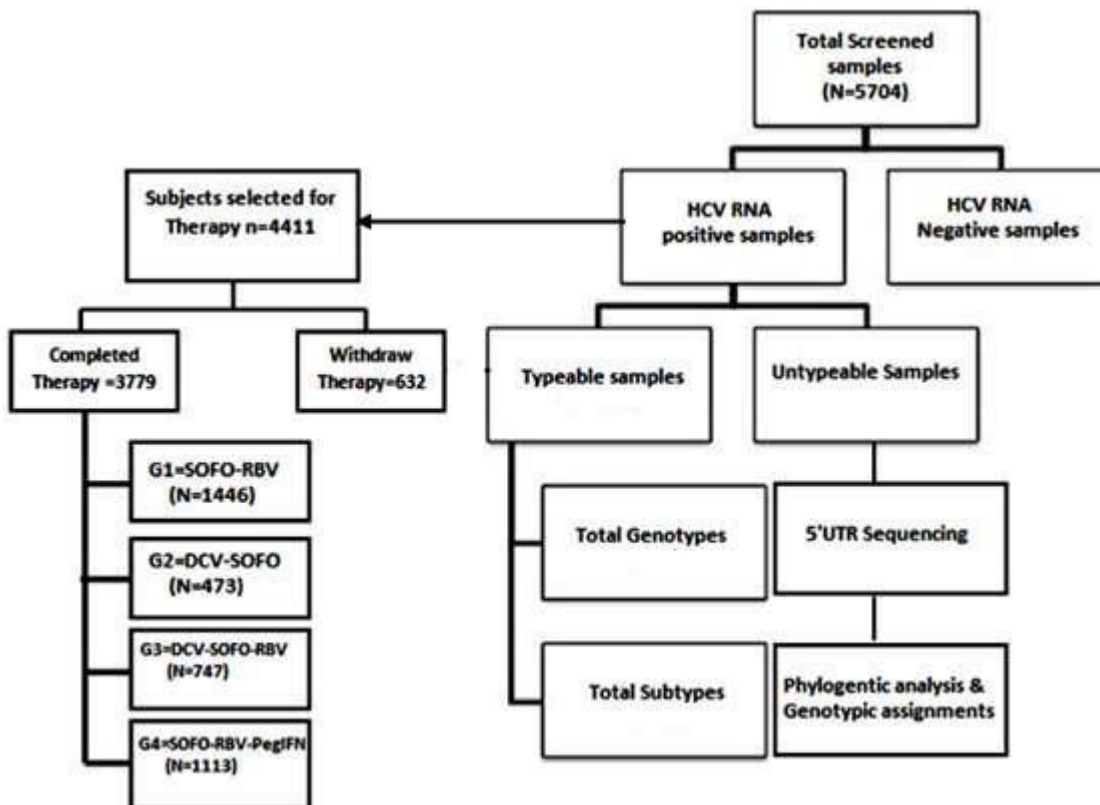 Total Screened
samples
(N=5704)
Subjects selected for
Therapy n=4411
HCV RNA
positive samples
HCV RNA
Negative samples
Completed
Therapy =3779
Withdraw
Therapy=632
Typeable samples
Untypeable Samples
G1=SOFO-RBV
(N=1446)
G2=DCV-SOFO
(N=473)
G3=DCV-SOFO-RBV
(N=747)
G4=SOFO-RBV-PegIFN
(N=1113)
Total Genotypes
5'UTR Sequencing
Total Subtypes
Phylogentic analysis &
Genotypic assignments